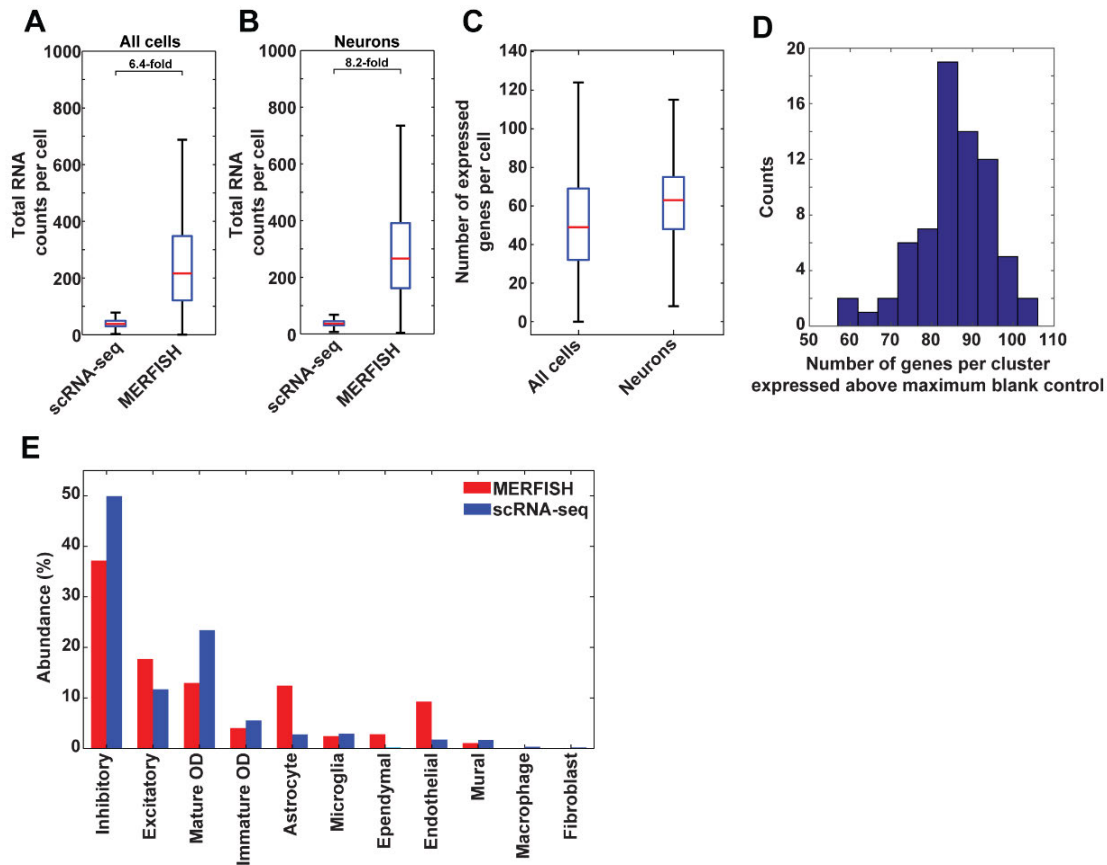 A
All cells
1000
800
600
400
200
0
6.4-fold
Total RNA
counts per cell
scRNA-seq
MERFISH
B
Neurons
1000
800
600
400
200
0
8.2-fold
Total RNA
counts per cell
scRNA-seq
MERFISH
C
140
120
100
80
60
40
20
0
Number of expressed
genes per cell
All cells
Neurons
D
20
16
12
8
4
0
Counts
50 60 70 80 90 100 110
Number of genes per cluster
expressed above maximum blank control
E
50
40
30
20
10
0
Abundance (%)
MERFISH
scRNA-seq
Inhibitory
Excitatory
Mature OD
Immature OD
Astrocyte
Microglia
Ependymal
Endothelial
Mural
Macrophage
Fibroblast